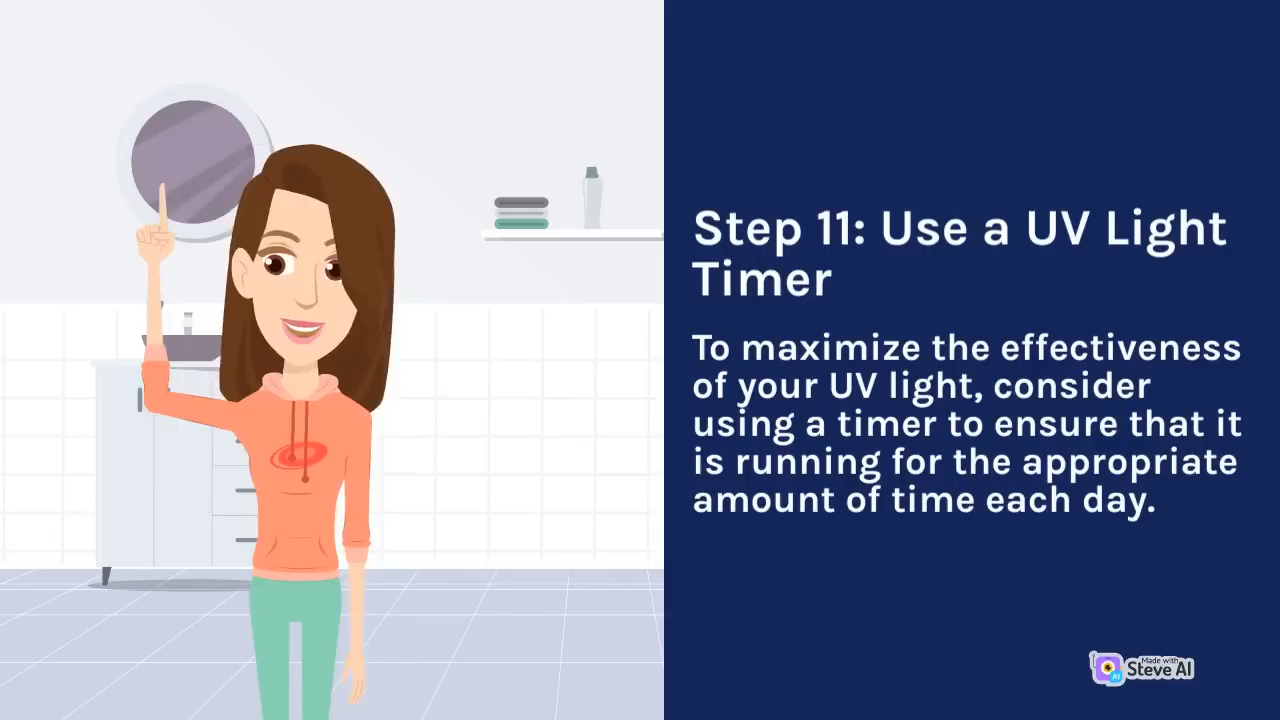 Step 11: Use a UV Light
Timer
To maximize the effectiveness
of your UV light, consider
using a timer to ensure that it
is running for the appropriate
amount of time each day.
Made with
Steve AI
AI